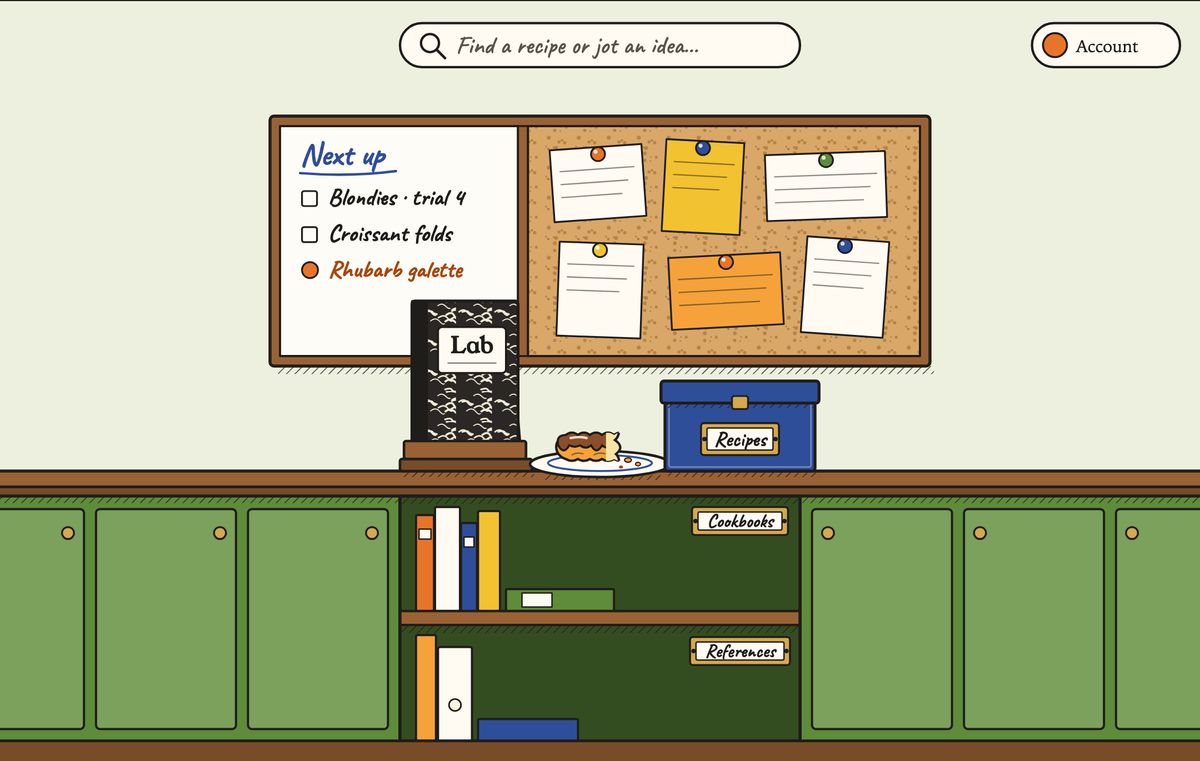 Find a recipe or jot an idea...
Account
Next up
Blondies · trial 4
Croissant folds
Rhubarb galette
Lab
Recipes
Cookbooks
References